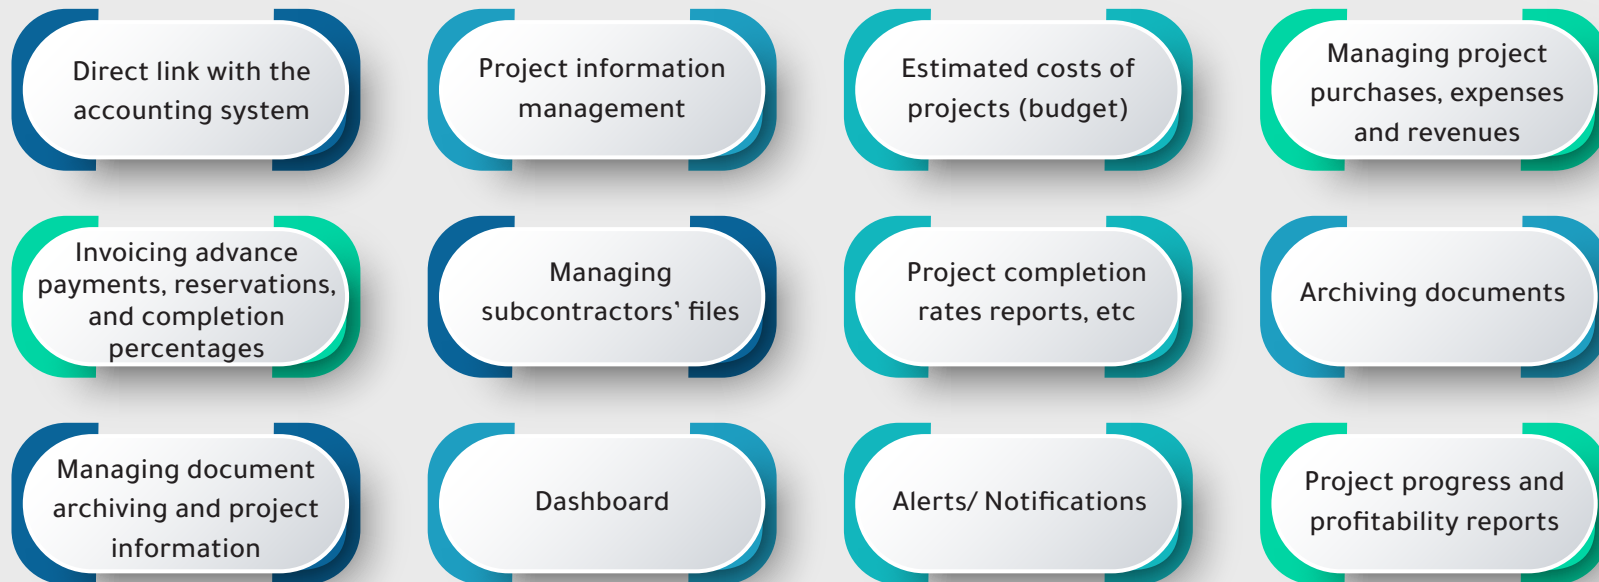 Direct link with the
accounting system
Project information
management
Estimated costs of
projects (budget)
Managing project
purchases, expenses
and revenues
Invoicing advance
payments, reservations,
and completion
percentages
Managing
subcontractors' files
Project completion
rates reports, etc
Archiving documents
Managing document
archiving and project
information
Dashboard
Alerts/ Notifications
Project progress and
profitability reports